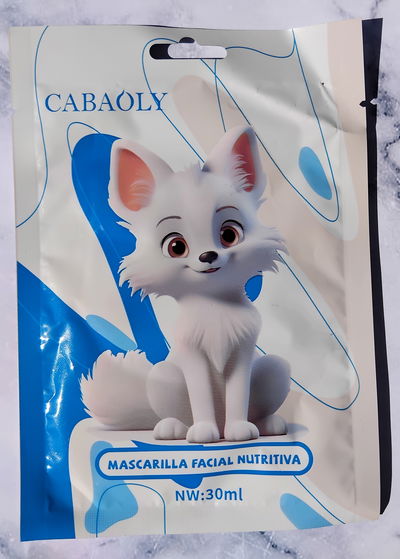 CABAOLY
MASCARILLA FACIAL NUTRITIVA
NW:30ml